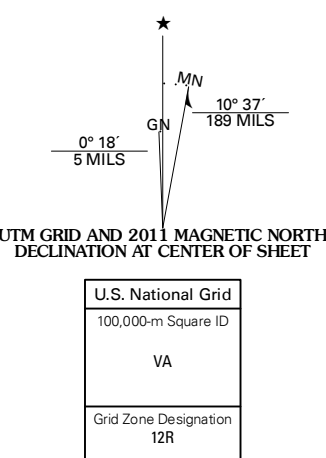 ★
MN
GN
10° 37´
189 MILS
0° 18´
5 MILS
UTM GRID AND 2011 MAGNETIC NORTH
DECLINATION AT CENTER OF SHEET
U.S. National Grid
100,000-m Square ID
VA
Grid Zone Designation
12R